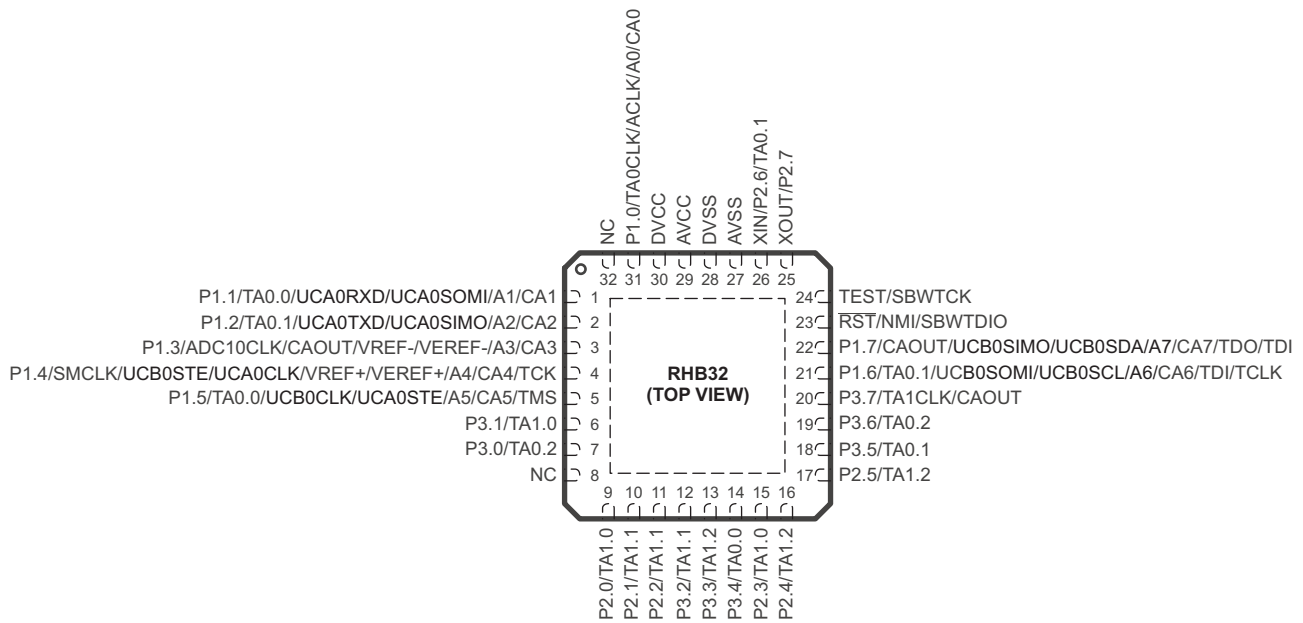 NC
P1.0/TA0CLK/ACLK/A0/CA0
DVCC
AVCC
DVSS
AVSS
XIN/P2.6/TA0.1
XOUT/P2.7
32 31 30 29 28 27 26 25
P1.1/TA0.0/UCA0RXD/UCA0SOMI/A1/CA1 1
P1.2/TA0.1/UCA0TXD/UCA0SIMO/A2/CA2 2
P1.3/ADC10CLK/CAOUT/VREF-/VEREF-/A3/CA3 3
P1.4/SMCLK/UCB0STE/UCA0CLK/VREF+/VEREF+/A4/CA4/TCK 4
P1.5/TA0.0/UCB0CLK/UCA0STE/A5/CA5/TMS 5
P3.1/TA1.0 6
P3.0/TA0.2 7
NC 8
RHB32
(TOP VIEW)
24 TEST/SBWTCK
23 RST/NMI/SBWTDIO
22 P1.7/CAOUT/UCB0SIMO/UCB0SDA/A7/CA7/TDO/TDI
21 P1.6/TA0.1/UCB0SOMI/UCB0SCL/A6/CA6/TDI/TCLK
20 P3.7/TA1CLK/CAOUT
19 P3.6/TA0.2
18 P3.5/TA0.1
17 P2.5/TA1.2
9 10 11 12 13 14 15 16
P2.0/TA1.0
P2.1/TA1.1
P2.2/TA1.1
P3.2/TA1.1
P3.3/TA1.2
P3.4/TA0.0
P2.3/TA1.0
P2.4/TA1.2